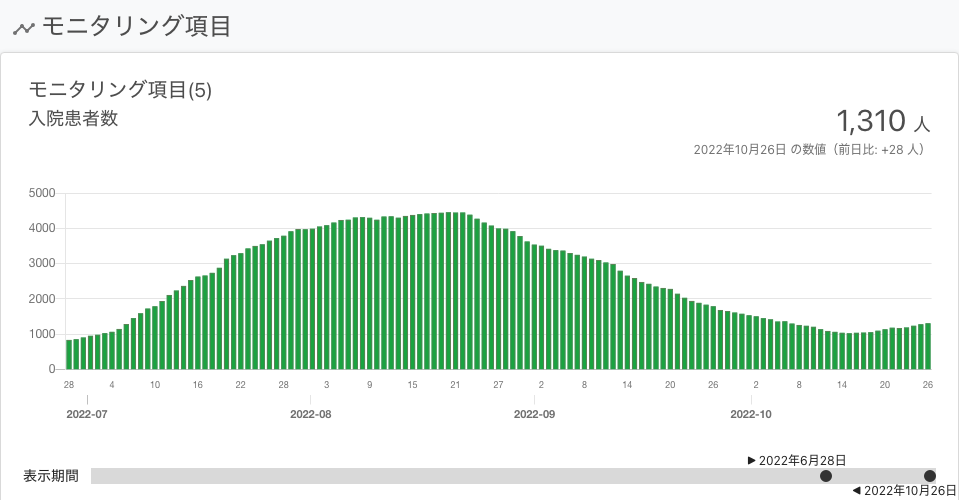 モニタリング項目
モニタリング項目(5)
入院患者数
1,310 人
2022年10月26日 の数値（前日比: +28 人）
5000
4000
3000
2000
1000
0
28 4 10 16 22 28 3 9 15 21 27 2 8 14 20 26 2 8 14 20 26
2022-07 2022-08 2022-09 2022-10
▶ 2022年6月28日
表示期間
◀ 2022年10月26日